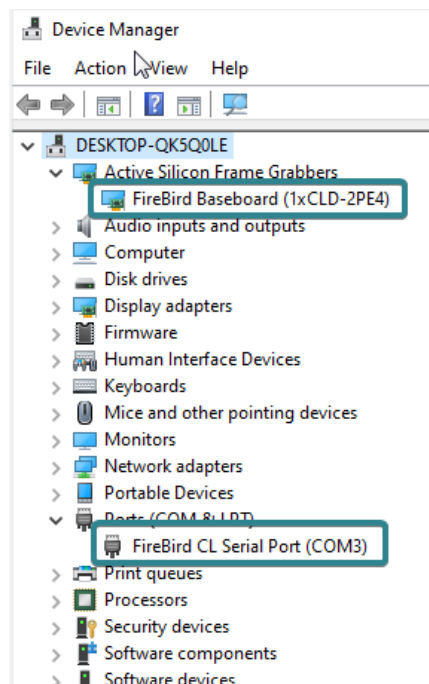 Device Manager
File Action View Help
DESKTOP-QK5Q0LE
Active Silicon Frame Grabbers
FireBird Baseboard (1xCLD-2PE4)
Audio inputs and outputs
Computer
Disk drives
Display adapters
Firmware
Human Interface Devices
Keyboards
Mice and other pointing devices
Monitors
Network adapters
Portable Devices
Ports (COM & LPT)
FireBird CL Serial Port (COM3)
Print queues
Processors
Security devices
Software components
Software devices